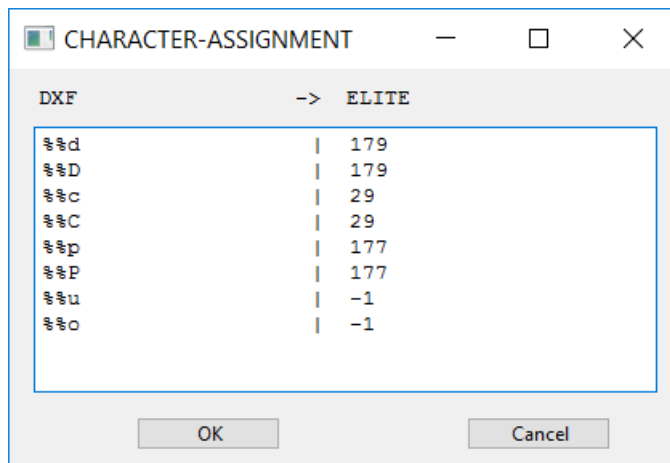 CHARACTER-ASSIGNMENT
DXF -> ELITE
%%d | 179
%%D | 179
%%c | 29
%%C | 29
%%p | 177
%%P | 177
%%u | -1
%%o | -1
OK Cancel